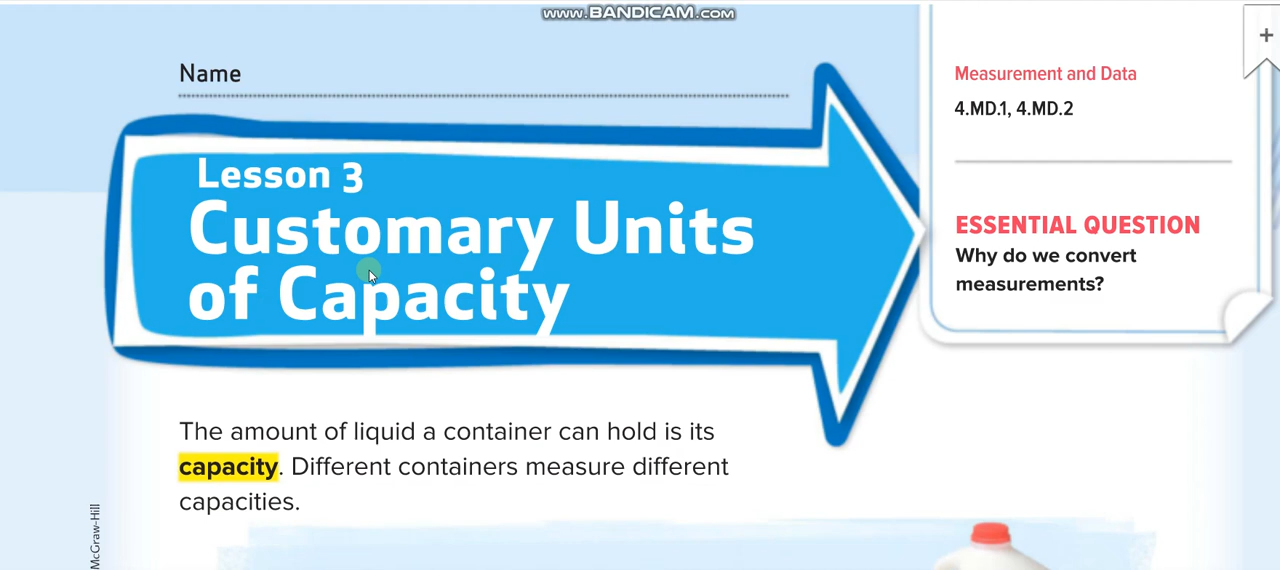 www.BANDICAM.com
Name
Lesson 3
Customary Units
of Capacity
Measurement and Data
4.MD.1, 4.MD.2
ESSENTIAL QUESTION
Why do we convert
measurements?
The amount of liquid a container can hold is its
capacity. Different containers measure different
capacities.
McGraw-Hill